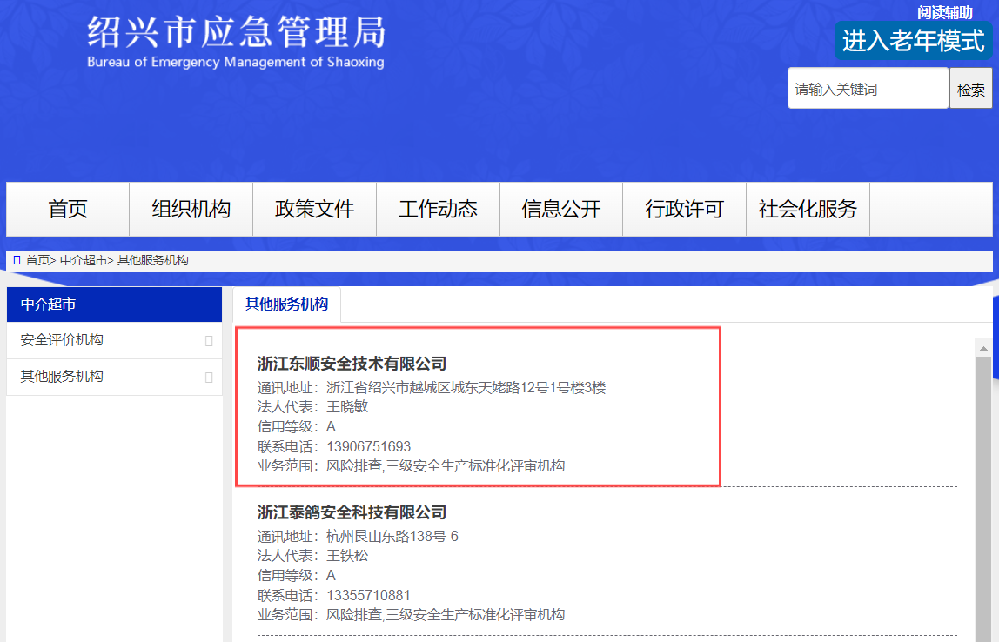 绍兴市应急管理局
Bureau of Emergency Management of Shaoxing
阅读辅助
进入老年模式
请输入关键词
检索
首页
组织机构
政策文件
工作动态
信息公开
行政许可
社会化服务
首页> 中介超市> 其他服务机构
中介超市
安全评价机构
其他服务机构
其他服务机构
浙江东顺安全技术有限公司
通讯地址：浙江省绍兴市越城区城东天姥路12号1号楼3楼
法人代表：王晓敏
信用等级：A
联系电话：13906751693
业务范围：风险排查,三级安全生产标准化评审机构
浙江泰鸽安全科技有限公司
通讯地址：杭州艮山东路138号-6
法人代表：王铁松
信用等级：A
联系电话：13355710881
业务范围：风险排查,三级安全生产标准化评审机构